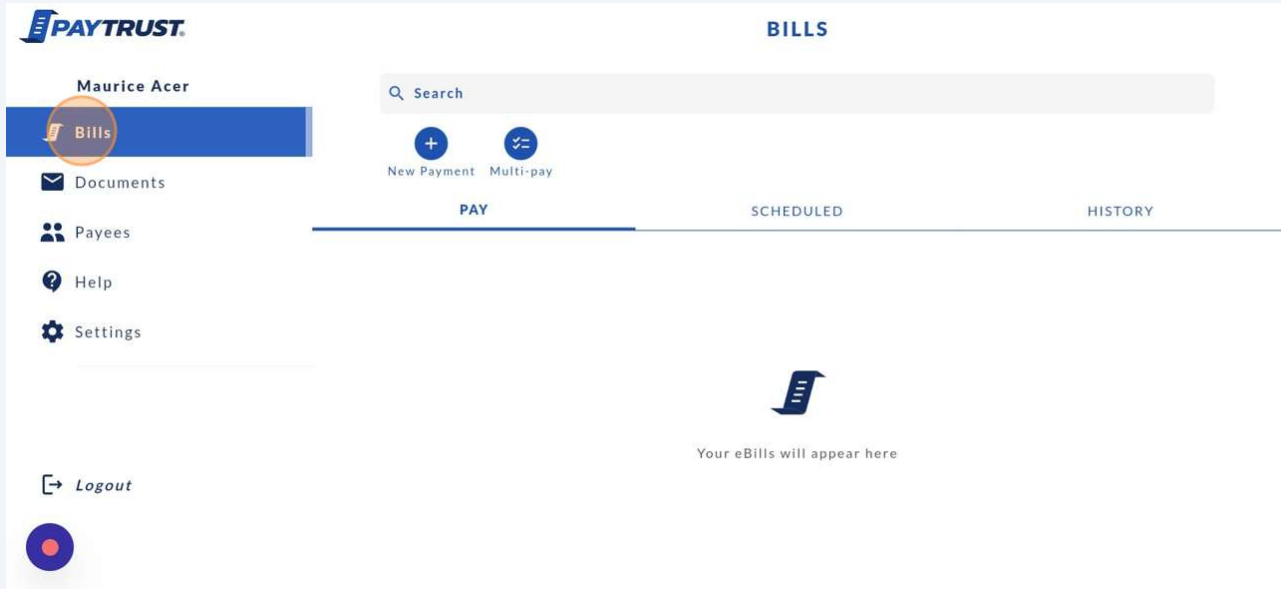 PAYTRUST®
BILLS
Maurice Acer
Search
Bills
New Payment
Multi-pay
Documents
PAY
SCHEDULED
HISTORY
Payees
Help
Settings
Your eBills will appear here
Logout